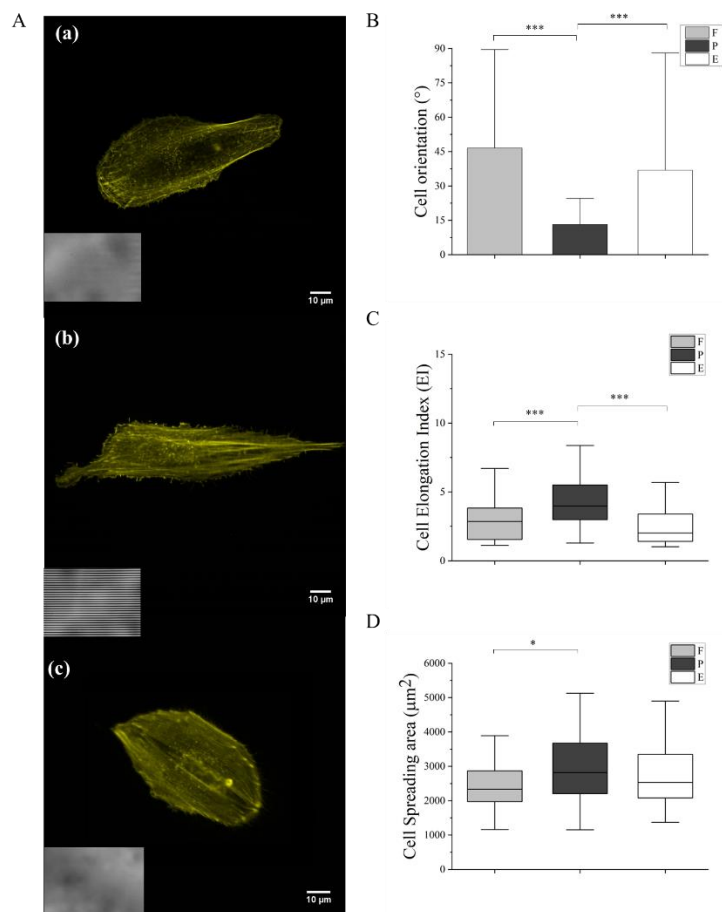 A
(a)
10 µm
(b)
10 µm
(c)
10 µm
B
***
***
F
P
E
90
75
60
45
30
15
0
Cell orientation (°)
C
F
P
E
***
***
15
10
5
0
Cell Elongation Index (EI)
D
F
P
E
*
6000
5000
4000
3000
2000
1000
0
Cell Spreading area (µm²)